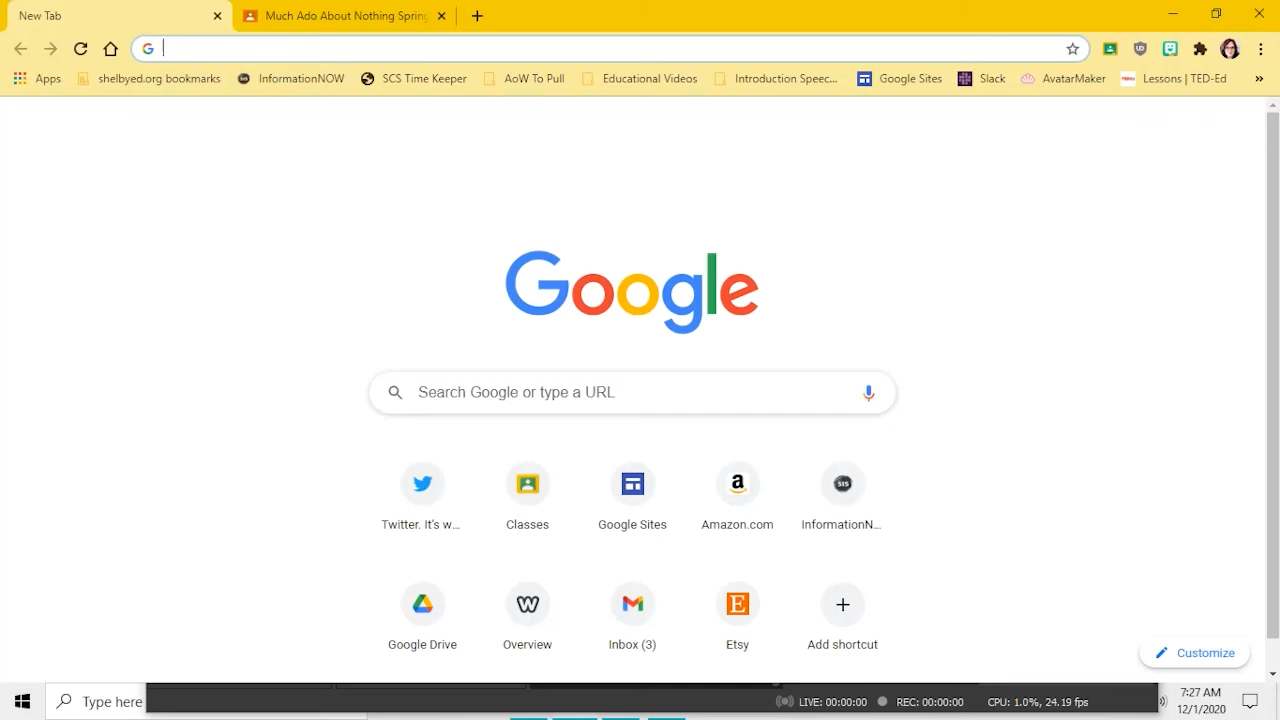 New Tab
Much Ado About Nothing Spring
Apps
shelbyed.org bookmarks
InformationNOW
SCS Time Keeper
AoW To Pull
Educational Videos
Introduction Speec...
Google Sites
Slack
AvatarMaker
Lessons | TED-Ed
»
Google
Search Google or type a URL
Twitter. It's w...
Classes
Google Sites
Amazon.com
InformationN...
Google Drive
Overview
Inbox (3)
Etsy
Add shortcut
Customize
Type here
LIVE: 00:00:00
REC: 00:00:00
CPU: 1.0%, 24.19 fps
7:27 AM
12/1/2020